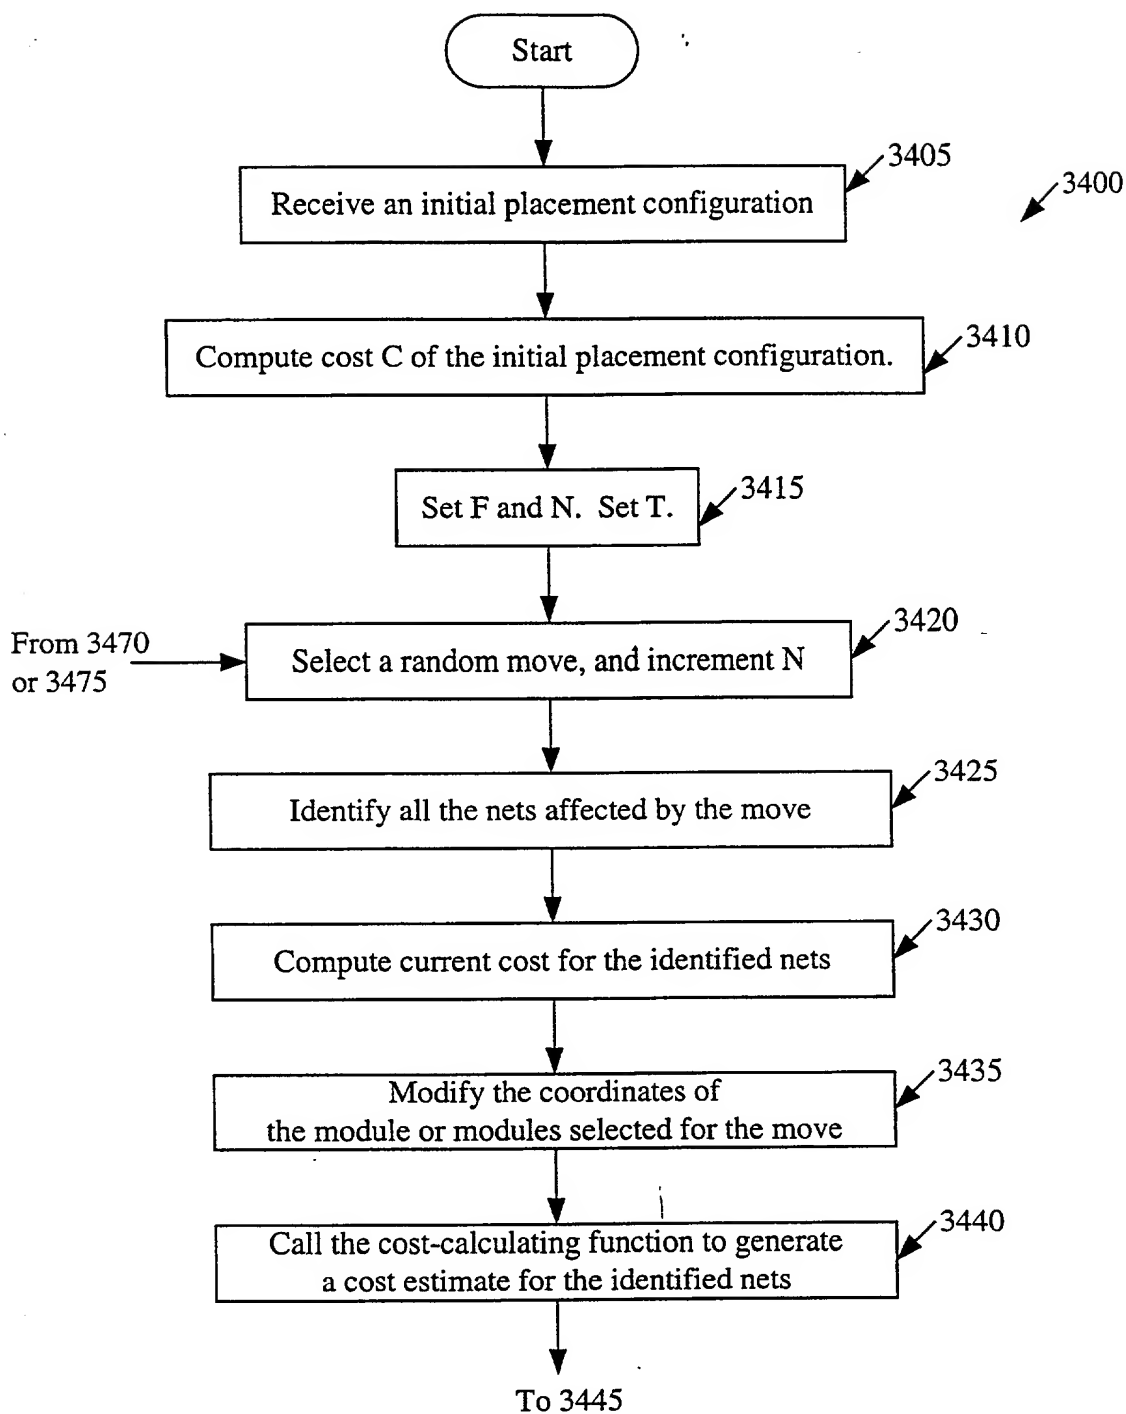 Start
3405
3400
Receive an initial placement configuration
3410
Compute cost C of the initial placement configuration.
3415
Set F and N.  Set T.
3420
From 3470
or 3475
Select a random move, and increment N
3425
Identify all the nets affected by the move
3430
Compute current cost for the identified nets
3435
Modify the coordinates of
the module or modules selected for the move
3440
Call the cost-calculating function to generate
a cost estimate for the identified nets
To 3445